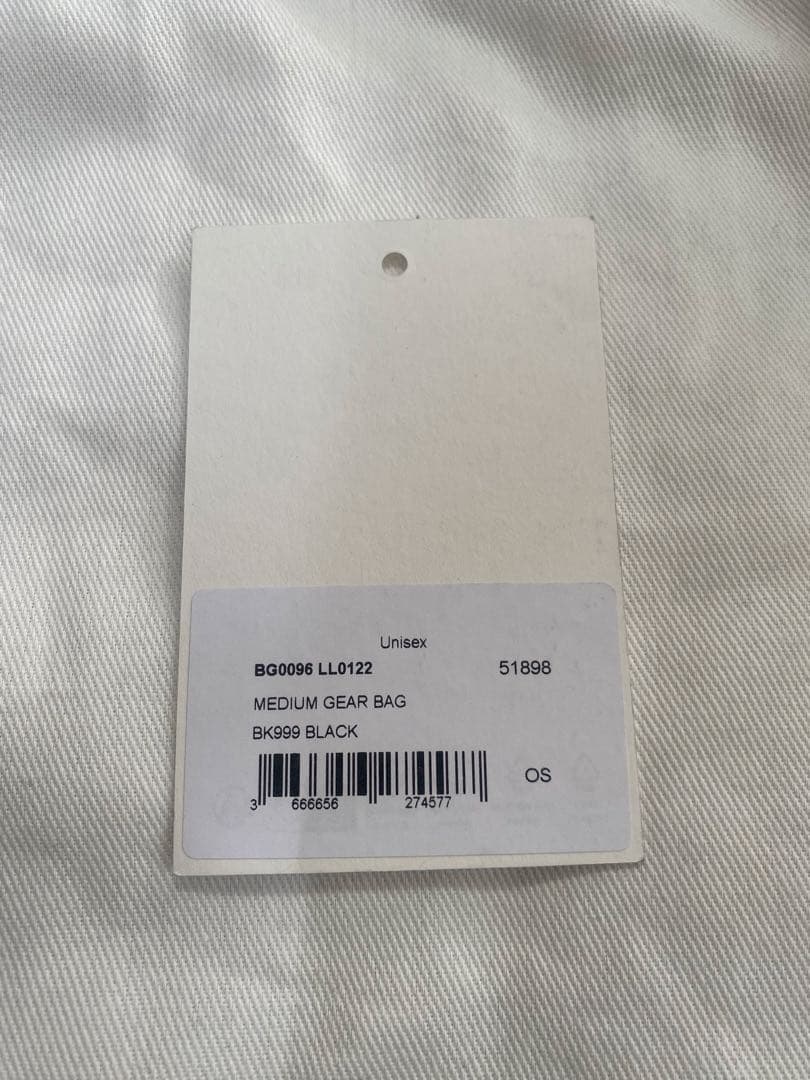 Unisex
BG0096 LL0122 51898
MEDIUM GEAR BAG
BK999 BLACK
OS
3 666656 274577